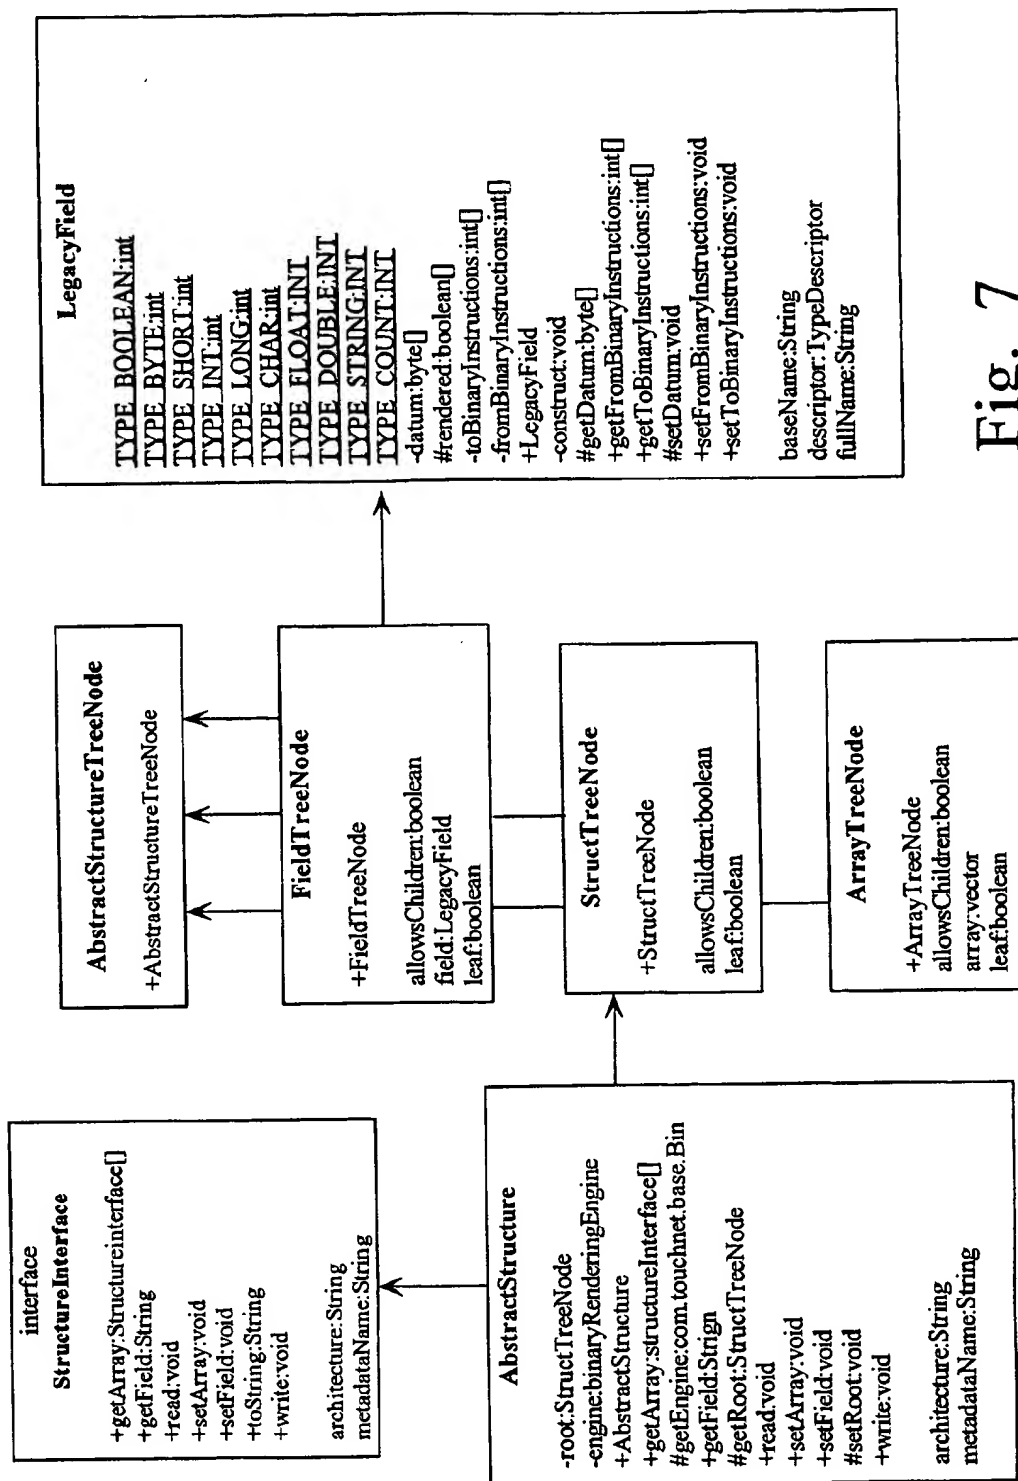 interface
StructureInterface
+getArray:Structureinterface[]
+getField:String
+read:void
+setArray:void
+setField:void
+toString:String
+write:void
architecture:String
metadataName:String
AbstractStructure
-root:StructTreeNode
-engine:binaryRenderingEngine
+AbstractStructure
+getArray:structureInterface[]
#getEngine:com.touchnet.base.Bin
+getField:Strign
#getRoot:StructTreeNode
+read:void
+setArray:void
+setField:void
#setRoot:void
+write:void
architecture:String
metadataName:String
AbstractStructureTreeNode
+AbstractStructureTreeNode
FieldTreeNode
+FieldTreeNode
allowsChildren:boolean
field:LegacyField
leaf:boolean
StructTreeNode
+StructTreeNode
allowsChildren:boolean
leaf:boolean
ArrayTreeNode
+ArrayTreeNode
allowsChildren:boolean
array:vector
leaf:boolean
LegacyField
TYPE_BOOLEAN:int
TYPE_BYTE:int
TYPE_SHORT:int
TYPE_INT:int
TYPE_LONG:int
TYPE_CHAR:int
TYPE_FLOAT:INT
TYPE_DOUBLE:INT
TYPE_STRING:INT
TYPE_COUNT:INT
-datum:byte[]
#rendered:boolean[]
-toBinaryInstructions:int[]
-fromBinaryInstructions:int[]
+LegacyField
-construct:void
#getDatum:byte[]
+getFromBinaryInstructions:int[]
+getToBinaryInstructions:int[]
#setDatum:void
+setFromBinaryInstructions:void
+setToBinaryInstructions:void
baseName:String
descriptor:TypeDescriptor
fullName:String
Fig. 7